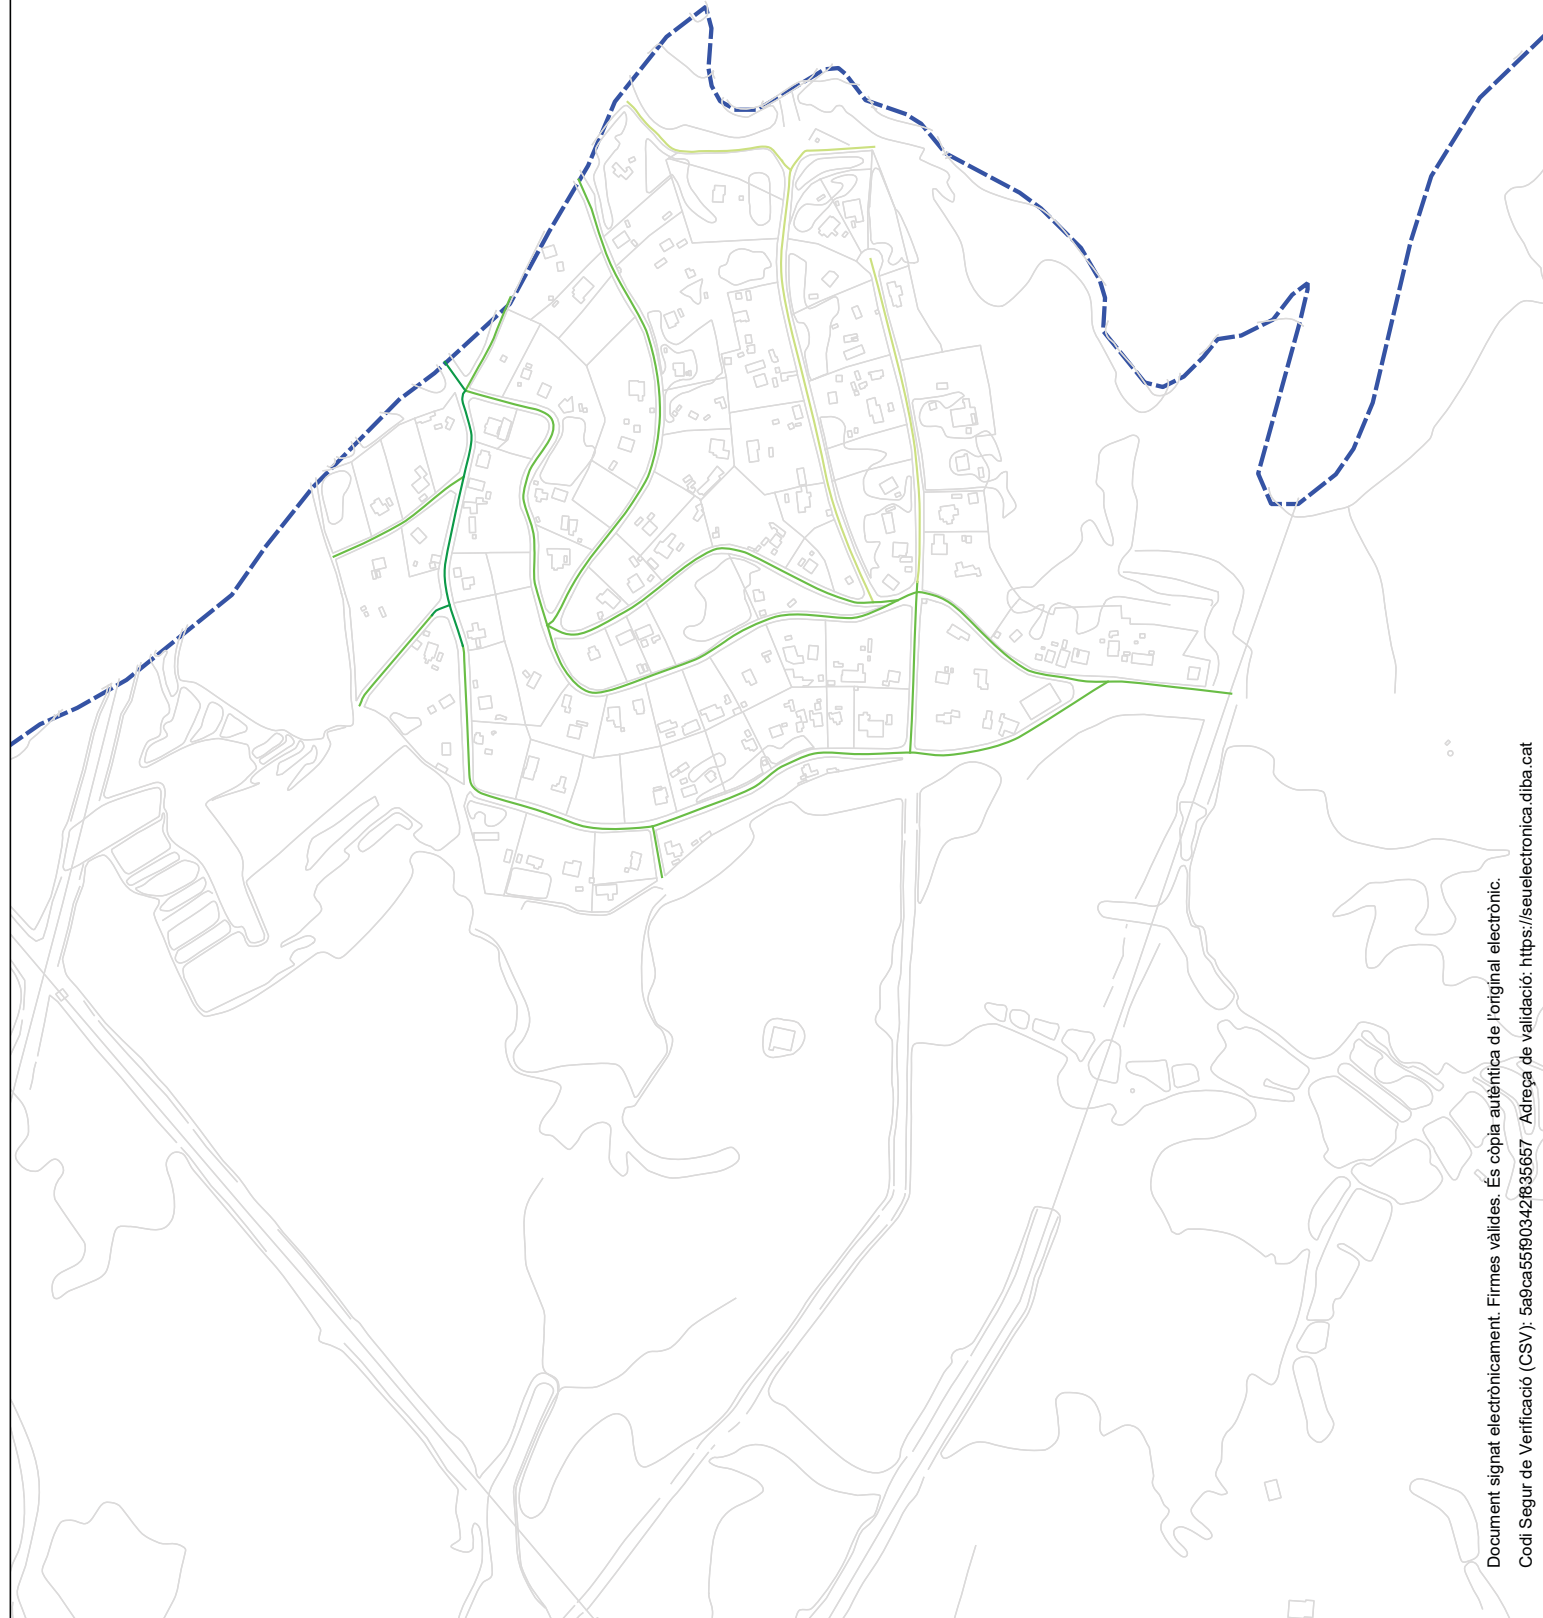 Document signat electrònicament. Firmes vàlides. És còpia autèntica de l'original electrònic.
Codi Segur de Verificació (CSV): 5a9ca55f90342f835657 Adreça de validació: https://seuelectronica.diba.cat